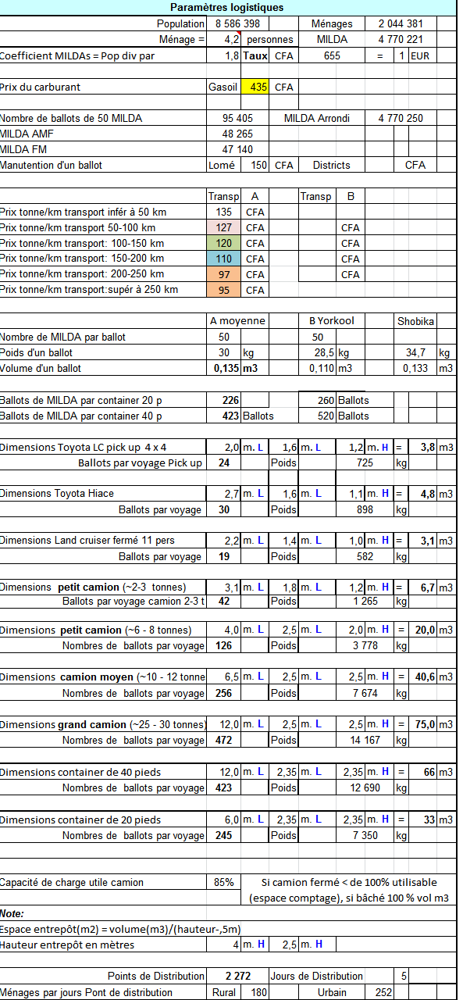 Paramètres logistiques
Population 8 586 398 Ménages 2 044 381
Ménage = 4,2 personnes MILDA 4 770 221
Coefficient MILDAs = Pop div par 1,8 Taux CFA 655 = 1 EUR
Prix du carburant Gasoil 435 CFA
Nombre de ballots de 50 MILDA 95 405 MILDA Arrondi 4 770 250
MILDA AMF 48 265
MILDA FM 47 140
Manutention d'un ballot Lomé 150 CFA Districts CFA
Transp A Transp B
Prix tonne/km transport infér à 50 km 135 CFA
Prix tonne/km transport 50-100 km 127 CFA CFA
Prix tonne/km transport: 100-150 km 120 CFA CFA
Prix tonne/km transport: 150-200 km 110 CFA CFA
Prix tonne/km transport: 200-250 km 97 CFA CFA
Prix tonne/km transport:supér à 250 km 95 CFA
A moyenne B Yorkool Shobika
Nombre de MILDA par ballot 50 50
Poids d'un ballot 30 kg 28,5 kg 34,7 kg
Volume d'un ballot 0,135 m3 0,110 m3 0,133 m3
Ballots de MILDA par container 20 p 226 260 Ballots
Ballots de MILDA par container 40 p 423 Ballots 520 Ballots
Dimensions Toyota LC pick up 4 x 4 2,0 m. L 1,6 m. L 1,2 m. H = 3,8 m3
Ballots par voyage Pick up 24 Poids 725 kg
Dimensions Toyota Hiace 2,7 m. L 1,6 m. L 1,1 m. H = 4,8 m3
Ballots par voyage 30 Poids 898 kg
Dimensions Land cruiser fermé 11 pers 2,2 m. L 1,4 m. L 1,0 m. H = 3,1 m3
Ballots par voyage 19 Poids 582 kg
Dimensions petit camion (~2-3 tonnes) 3,1 m. L 1,8 m. L 1,2 m. H = 6,7 m3
Ballots par voyage camion 2-3 t 42 Poids 1 265 kg
Dimensions petit camion (~6 - 8 tonnes) 4,0 m. L 2,5 m. L 2,0 m. H = 20,0 m3
Nombres de ballots par voyage 126 Poids 3 778 kg
Dimensions camion moyen (~10 - 12 tonne 6,5 m. L 2,5 m. L 2,5 m. H = 40,6 m3
Nombres de ballots par voyage 256 Poids 7 674 kg
Dimensions grand camion (~25 - 30 tonnes) 12,0 m. L 2,5 m. L 2,5 m. H = 75,0 m3
Nombres de ballots par voyage 472 Poids 14 167 kg
Dimensions container de 40 pieds 12,0 m. L 2,35 m. L 2,35 m. H = 66 m3
Nombres de ballots par voyage 423 Poids 12 690 kg
Dimensions container de 20 pieds 6,0 m. L 2,35 m. L 2,35 m. H = 33 m3
Nombres de ballots par voyage 245 Poids 7 350 kg
Capacité de charge utile camion 85% Si camion fermé < de 100% utilisable
(espace comptage), si bâché 100 % vol m3
Note:
Espace entrepôt(m2) = volume(m3)/(hauteur-,5m)
Hauteur entrepôt en mètres 4 m. H 2,5 m. H
Points de Distribution 2 272 Jours de Distribution 5
Ménages par jours Pont de distribution Rural 180 Urbain 252